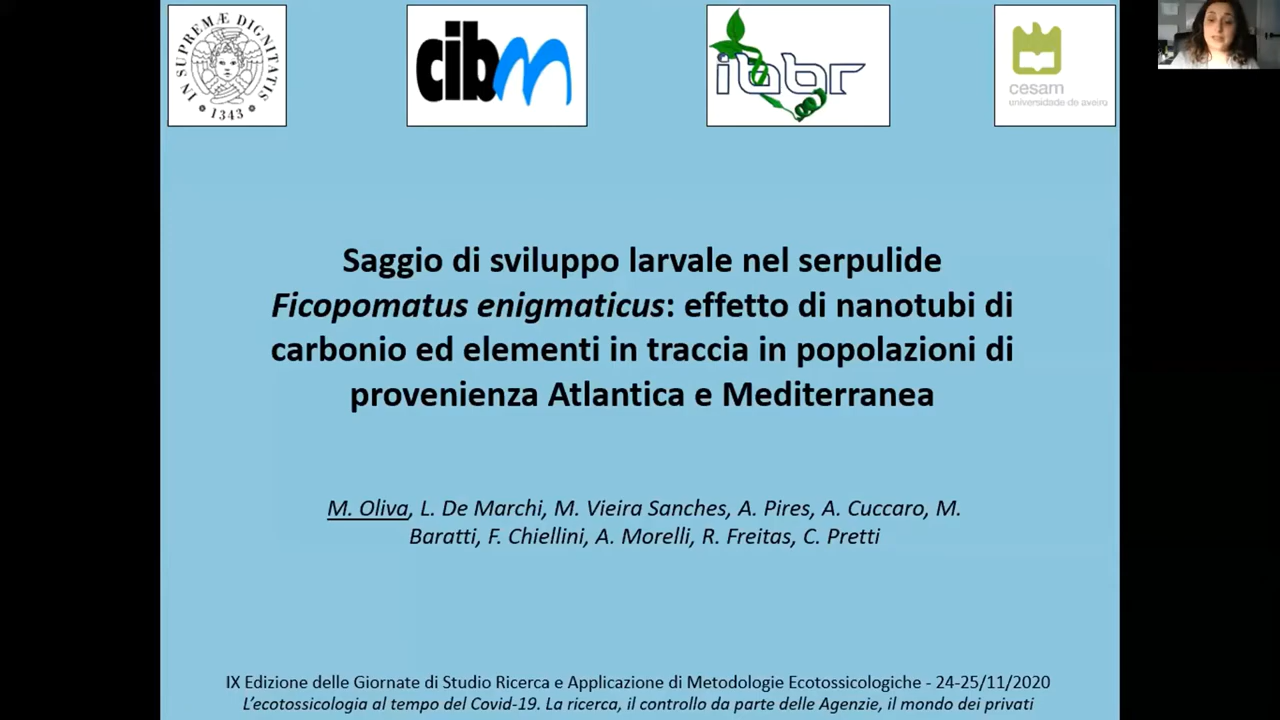 IN SUPREMÆ DIGNITATIS
1343
cibm
ibbr
cesam
universidade de aveiro
Saggio di sviluppo larvale nel serpulide
Ficopomatus enigmaticus: effetto di nanotubi di
carbonio ed elementi in traccia in popolazioni di
provenienza Atlantica e Mediterranea
M. Oliva, L. De Marchi, M. Vieira Sanches, A. Pires, A. Cuccaro, M.
Baratti, F. Chiellini, A. Morelli, R. Freitas, C. Pretti
IX Edizione delle Giornate di Studio Ricerca e Applicazione di Metodologie Ecotossicologiche - 24-25/11/2020
L’ecotossicologia al tempo del Covid-19. La ricerca, il controllo da parte delle Agenzie, il mondo dei privati